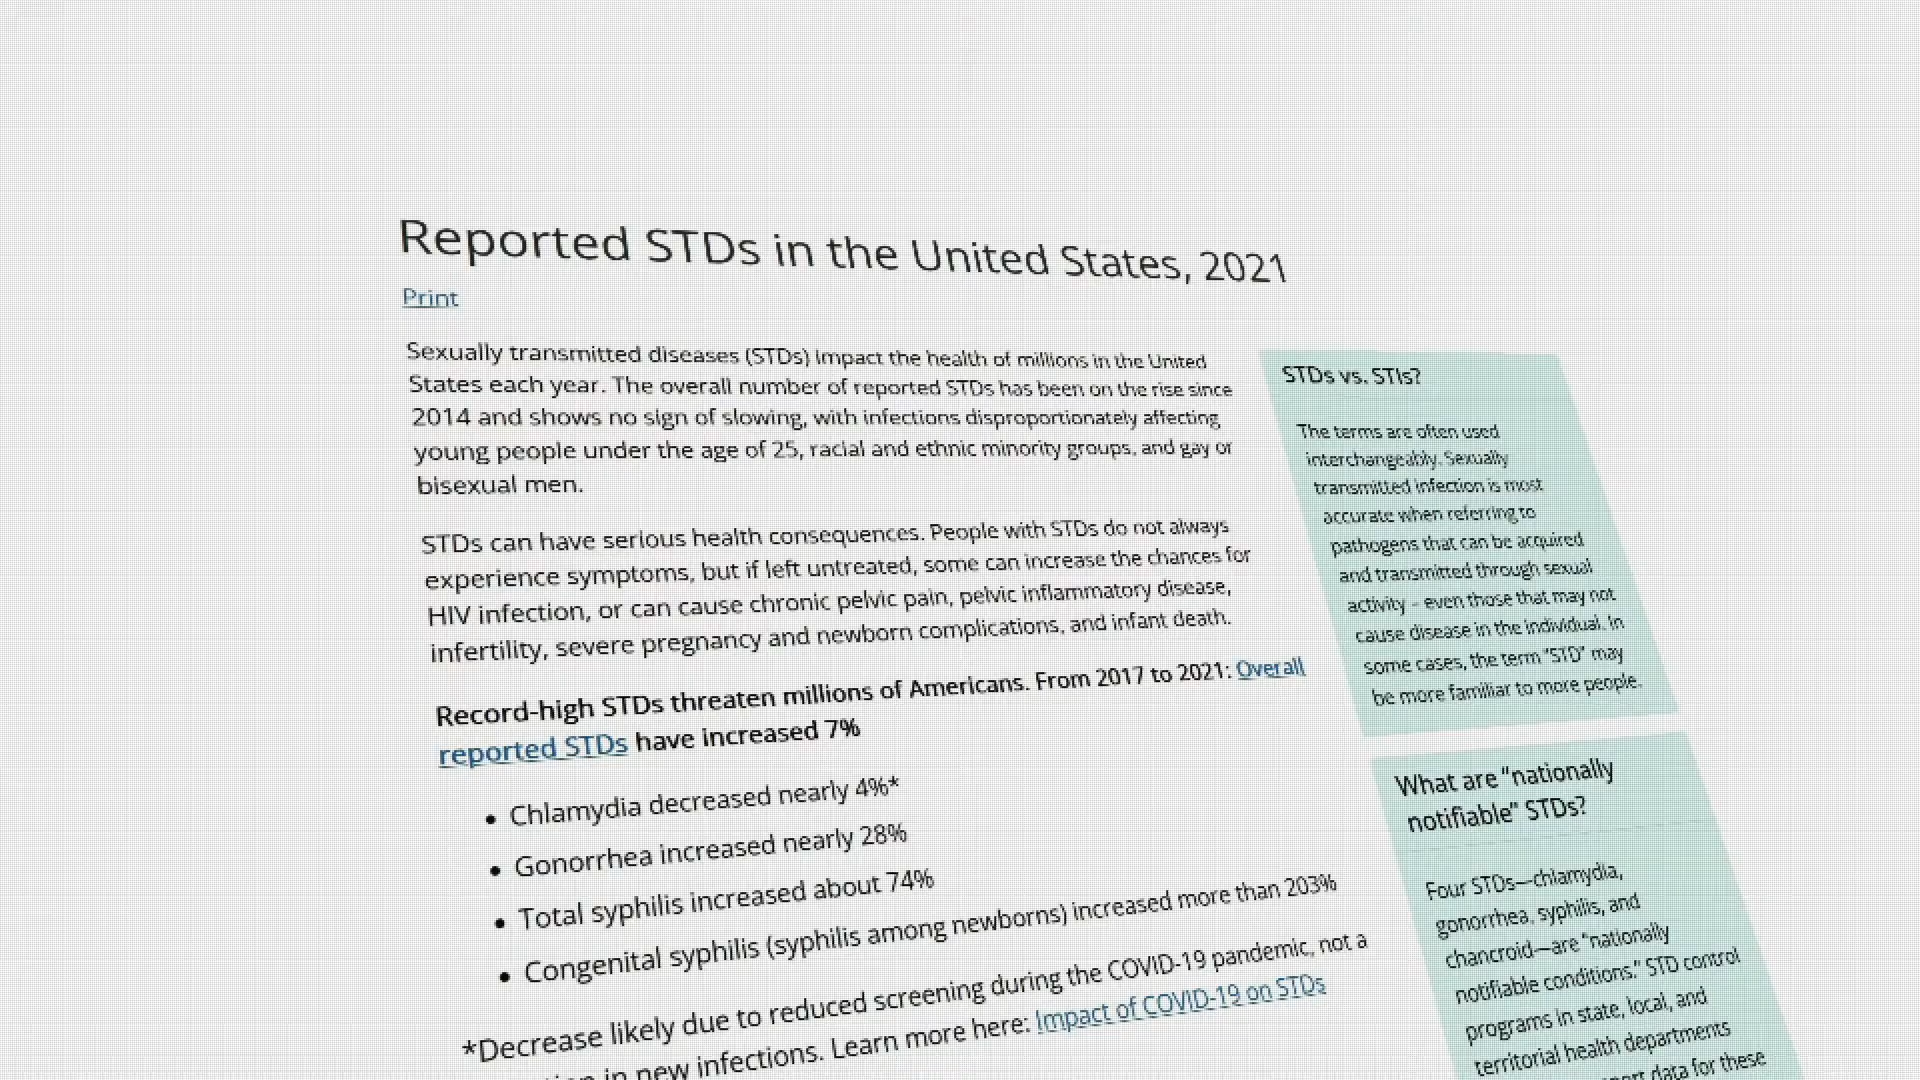 Reported STDs in the United States, 2021
Print
Sexually transmitted diseases (STDs) impact the health of millions in the United
States each year. The overall number of reported STDs has been on the rise since
2014 and shows no sign of slowing, with infections disproportionately affecting
young people under the age of 25, racial and ethnic minority groups, and gay or
bisexual men.
STDs can have serious health consequences. People with STDs do not always
experience symptoms, but if left untreated, some can increase the chances for
HIV infection, or can cause chronic pelvic pain, pelvic inflammatory disease,
infertility, severe pregnancy and newborn complications, and infant death.
Record-high STDs threaten millions of Americans. From 2017 to 2021: Overall
reported STDs have increased 7%
• Chlamydia decreased nearly 4%*
• Gonorrhea increased nearly 28%
• Total syphilis increased about 74%
• Congenital syphilis (syphilis among newborns) increased more than 203%
*Decrease likely due to reduced screening during the COVID-19 pandemic, not a
in new infections. Learn more here: Impact of COVID-19 on STDs
STDs vs. STIs?
The terms are often used
interchangeably. Sexually
transmitted infection is most
accurate when referring to
pathogens that can be acquired
and transmitted through sexual
activity – even those that may not
cause disease in the individual. In
some cases, the term "STD" may
be more familiar to more people.
What are "nationally
notifiable" STDs?
Four STDs—chlamydia,
gonorrhea, syphilis, and
chancroid—are "nationally
notifiable conditions." STD control
programs in state, local, and
territorial health departments
data for these